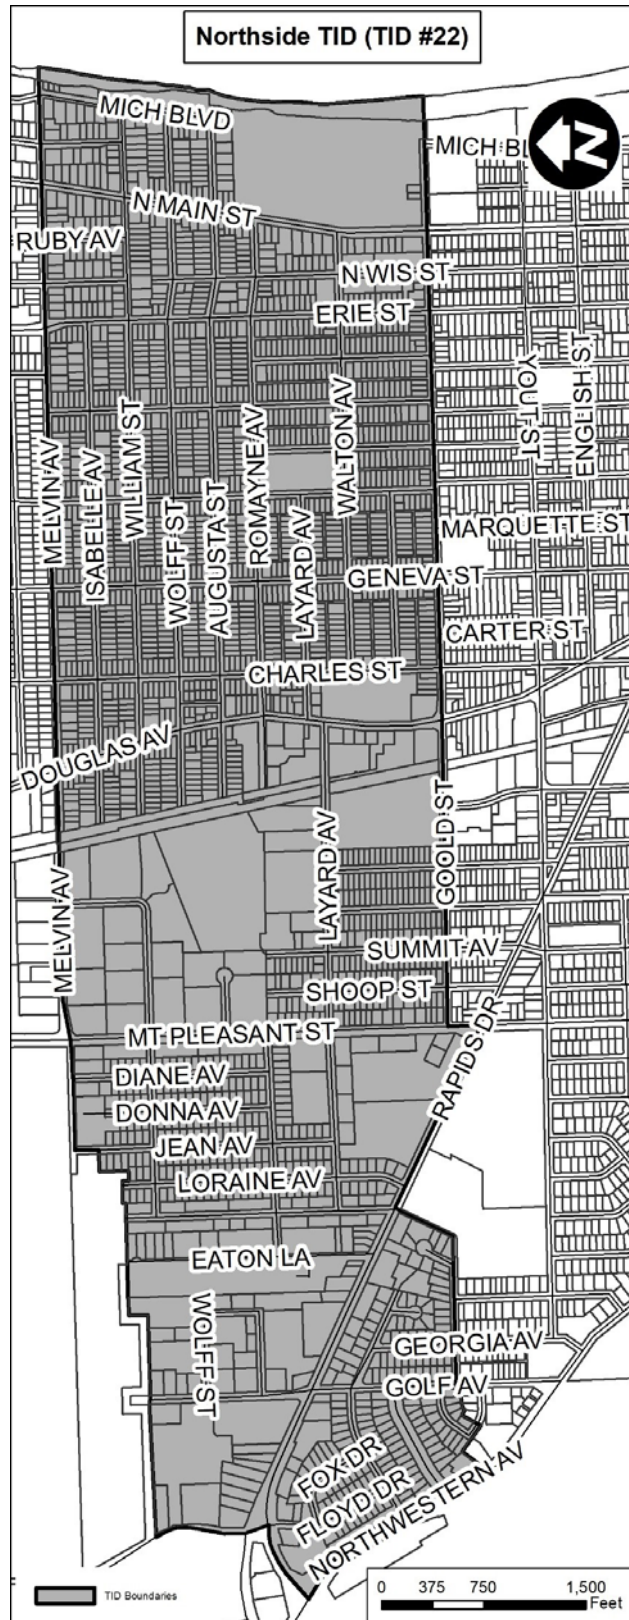 Northside TID (TID #22)
MICH BLVD
MICH BL
N
N MAIN ST
RUBY AV
N WIS ST
ERIE ST
YOUT ST
ENGLISH ST
MELVIN AV
ISABELLE AV
WILLIAM ST
WOLFF ST
AUGUSTA ST
ROMAYNE AV
LAYARD AV
WALTON AV
MARQUETTE ST
GENEVA ST
CARTER ST
CHARLES ST
DOUGLAS AV
MELVIN AV
LAYARD AV
GOOLD ST
SUMMIT AV
SHOOP ST
MT PLEASANT ST
RAPIDS DR
DIANE AV
DONNA AV
JEAN AV
LORAINE AV
EATON LA
WOLFF ST
GEORGIA AV
GOLF AV
FOX DR
FLOYD DR
NORTHWESTERN AV
TID Boundaries
0 375 750 1,500
Feet